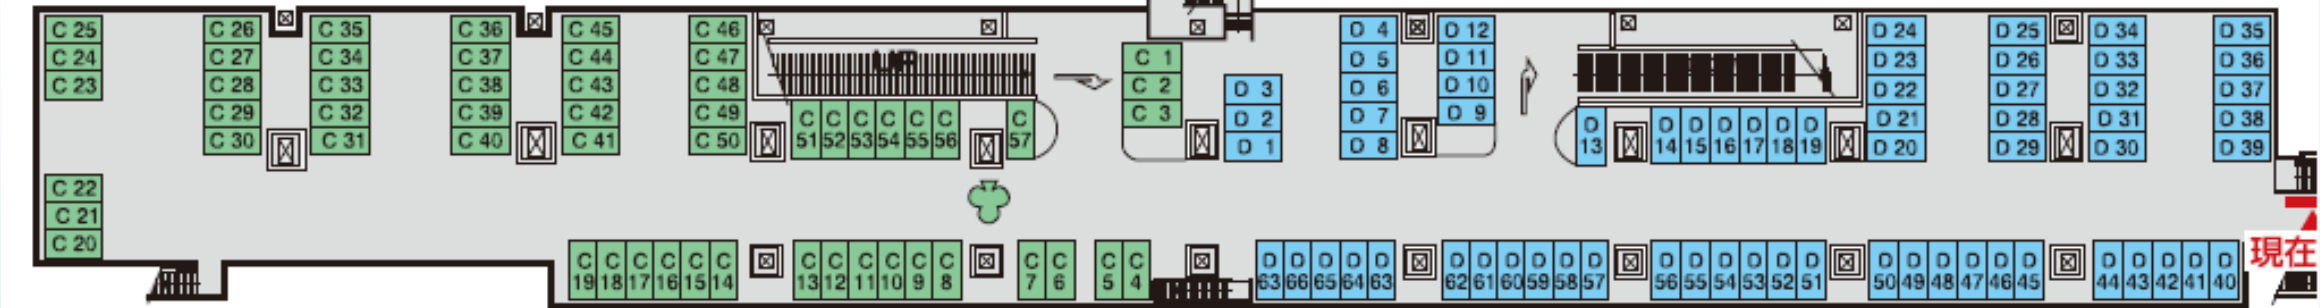 C 25
C 24
C 23
C 22
C 21
C 20
C 26
C 27
C 28
C 29
C 30
C 35
C 34
C 33
C 32
C 31
C 36
C 37
C 38
C 39
C 40
C 45
C 44
C 43
C 42
C 41
C 46
C 47
C 48
C 49
C 50
UP
C 51
C 52
C 53
C 54
C 55
C 56
C 57
C 1
C 2
C 3
D 3
D 2
D 1
D 4
D 5
D 6
D 7
D 8
D 12
D 11
D 10
D 9
D 13
D 14
D 15
D 16
D 17
D 18
D 19
D 24
D 23
D 22
D 21
D 20
D 25
D 26
D 27
D 28
D 29
D 34
D 33
D 32
D 31
D 30
D 35
D 36
D 37
D 38
D 39
C 19
C 18
C 17
C 16
C 15
C 14
C 13
C 12
C 11
C 10
C 9
C 8
C 7
C 6
C 5
C 4
D 63
D 66
D 65
D 64
D 63
D 62
D 61
D 60
D 59
D 58
D 57
D 56
D 55
D 54
D 53
D 52
D 51
D 50
D 49
D 48
D 47
D 46
D 45
D 44
D 43
D 42
D 41
D 40
現在